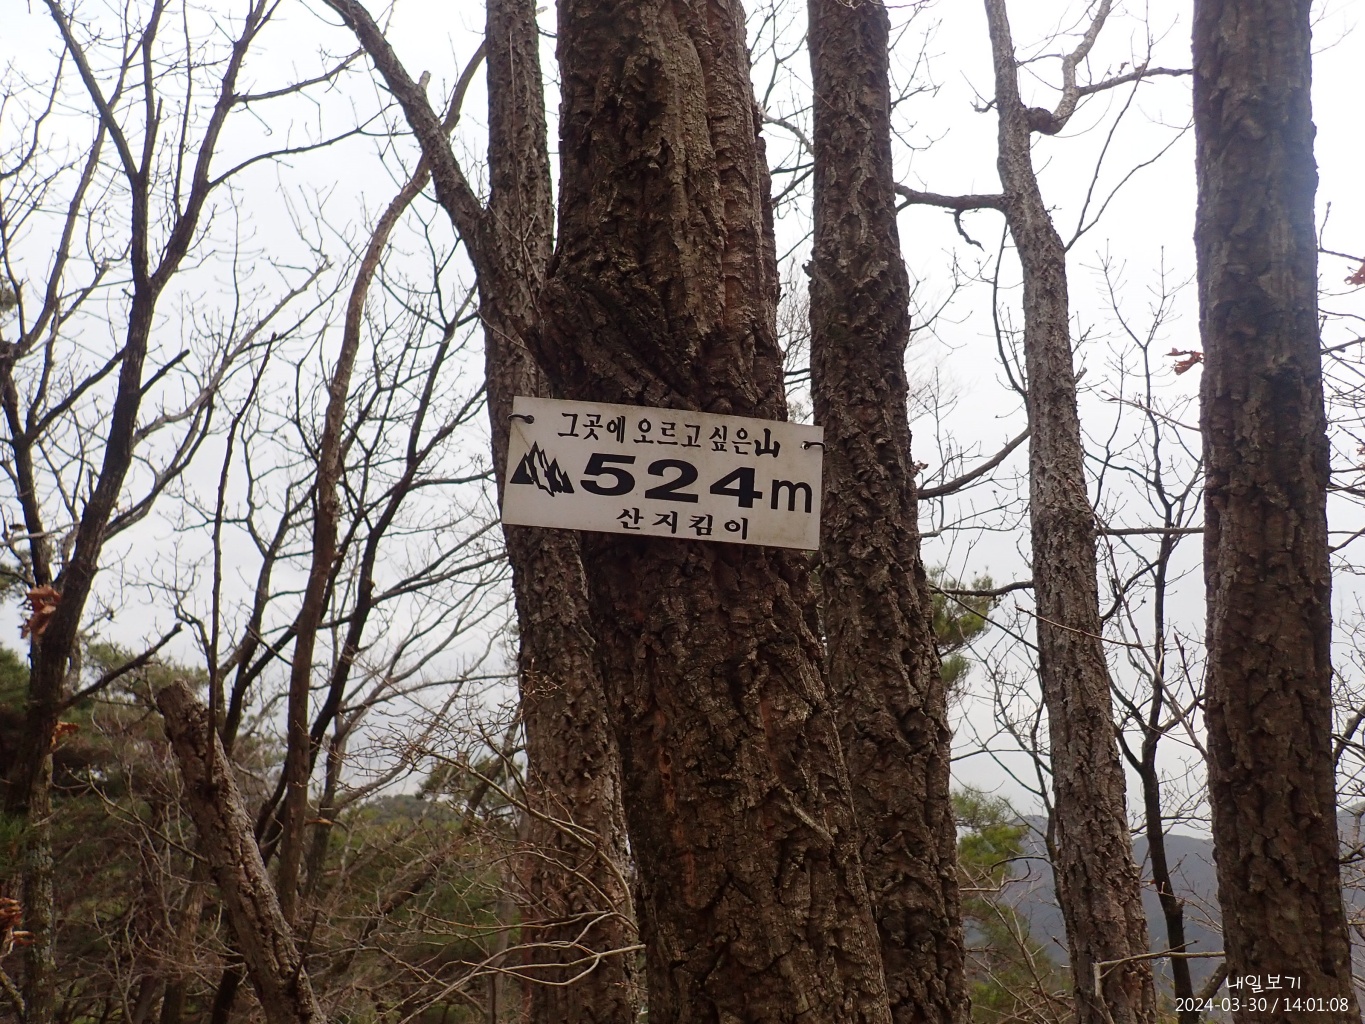 그곳에 오르고 싶은山
524m
산지킴이
내일보기
2024-03-30 / 14:01:08